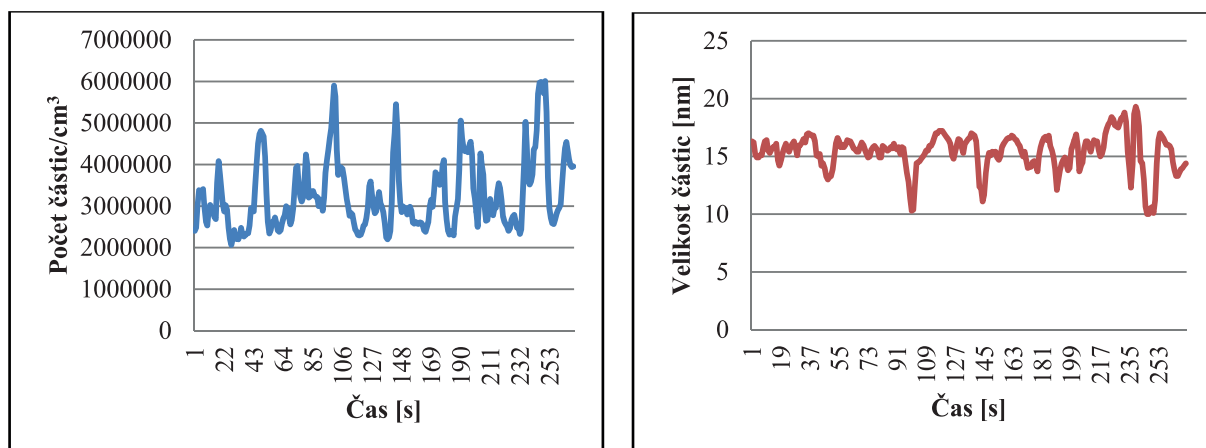 7000000
6000000
5000000
4000000
3000000
2000000
1000000
0
Počet částic/cm³
1 22 43 64 85 106 127 148 169 190 211 232 253
Čas [s]
25
20
15
10
5
0
Velikost částic [nm]
1 19 37 55 73 91 109 127 145 163 181 199 217 235 253
Čas [s]